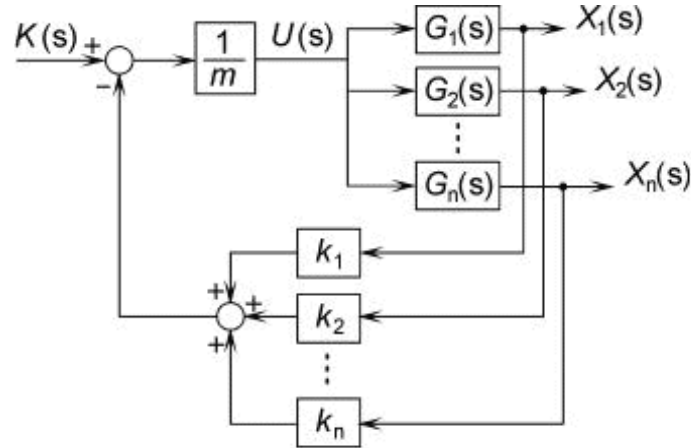 K(s)
+
-
1
m
U(s)
G₁(s)
X₁(s)
G₂(s)
X₂(s)
Gₙ(s)
Xₙ(s)
k₁
+
+
k₂
+
kₙ